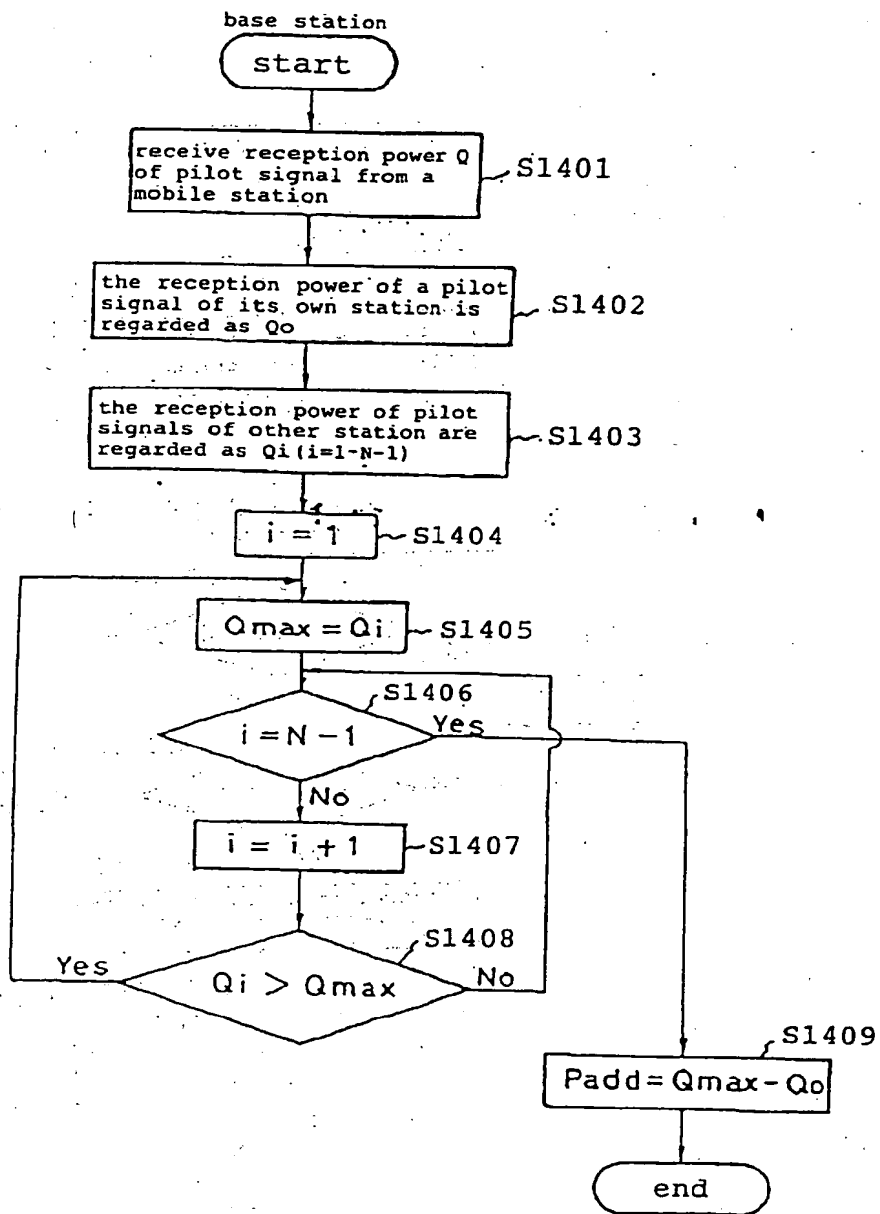 base station
start
receive reception power Q
of pilot signal from a
mobile station
S1401
the reception power of a pilot
signal of its own station is
regarded as Qo
S1402
the reception power of pilot
signals of other station are
regarded as Qi(i=1-N-1)
S1403
i = 1
S1404
Qmax = Qi
S1405
S1406
i = N - 1
Yes
No
i = i + 1
S1407
S1408
Yes
Qi > Qmax
No
S1409
Padd = Qmax - Qo
end